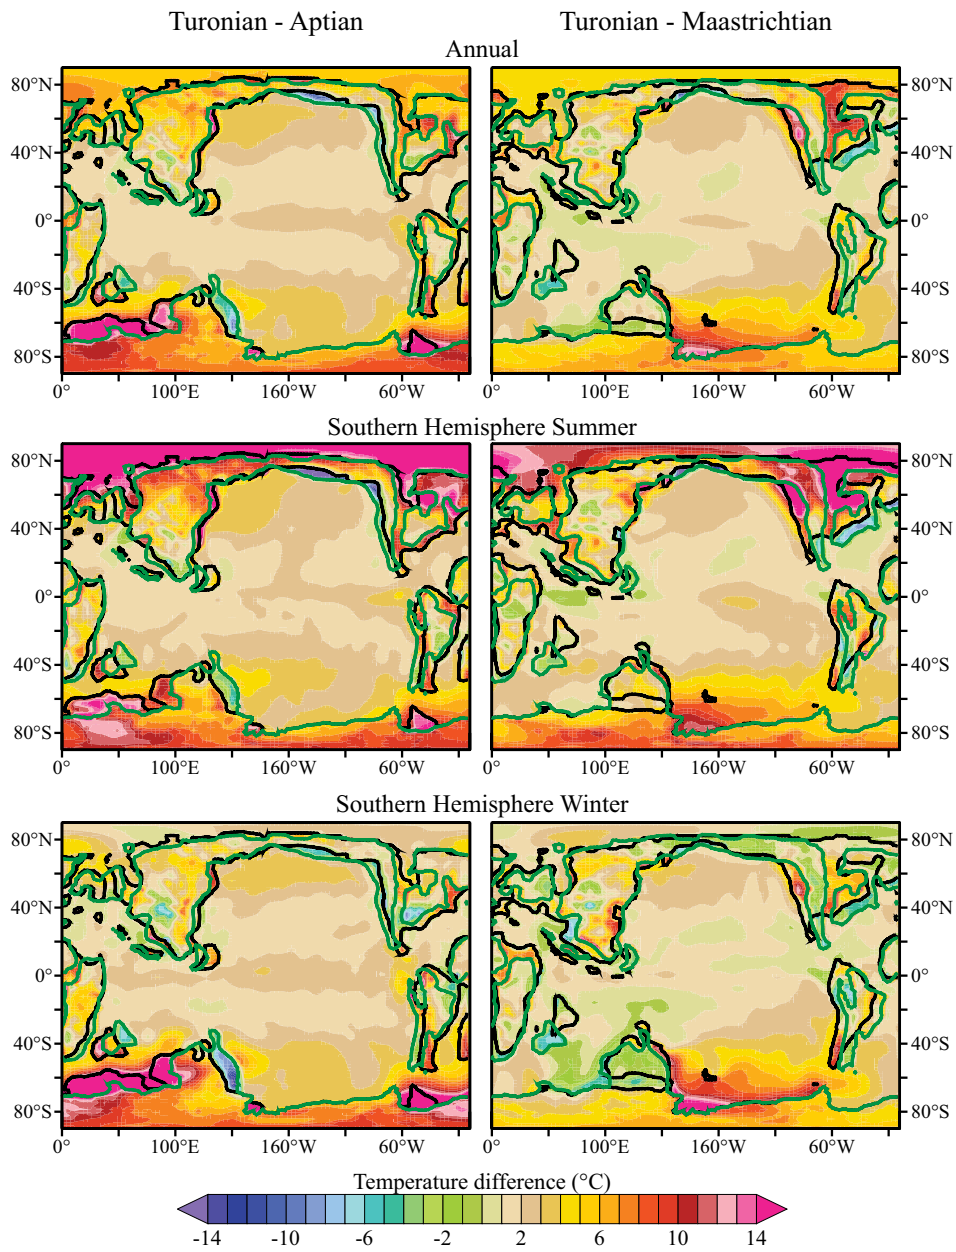 Turonian - Aptian Turonian - Maastrichtian
Annual
80°N 80°N
40°N 40°N
0° 0°
40°S 40°S
80°S 80°S
0° 100°E 160°W 60°W 0° 100°E 160°W 60°W
Southern Hemisphere Summer
80°N 80°N
40°N 40°N
0° 0°
40°S 40°S
80°S 80°S
0° 100°E 160°W 60°W 0° 100°E 160°W 60°W
Southern Hemisphere Winter
80°N 80°N
40°N 40°N
0° 0°
40°S 40°S
80°S 80°S
0° 100°E 160°W 60°W 0° 100°E 160°W 60°W
Temperature difference (°C)
-14 -10 -6 -2 2 6 10 14